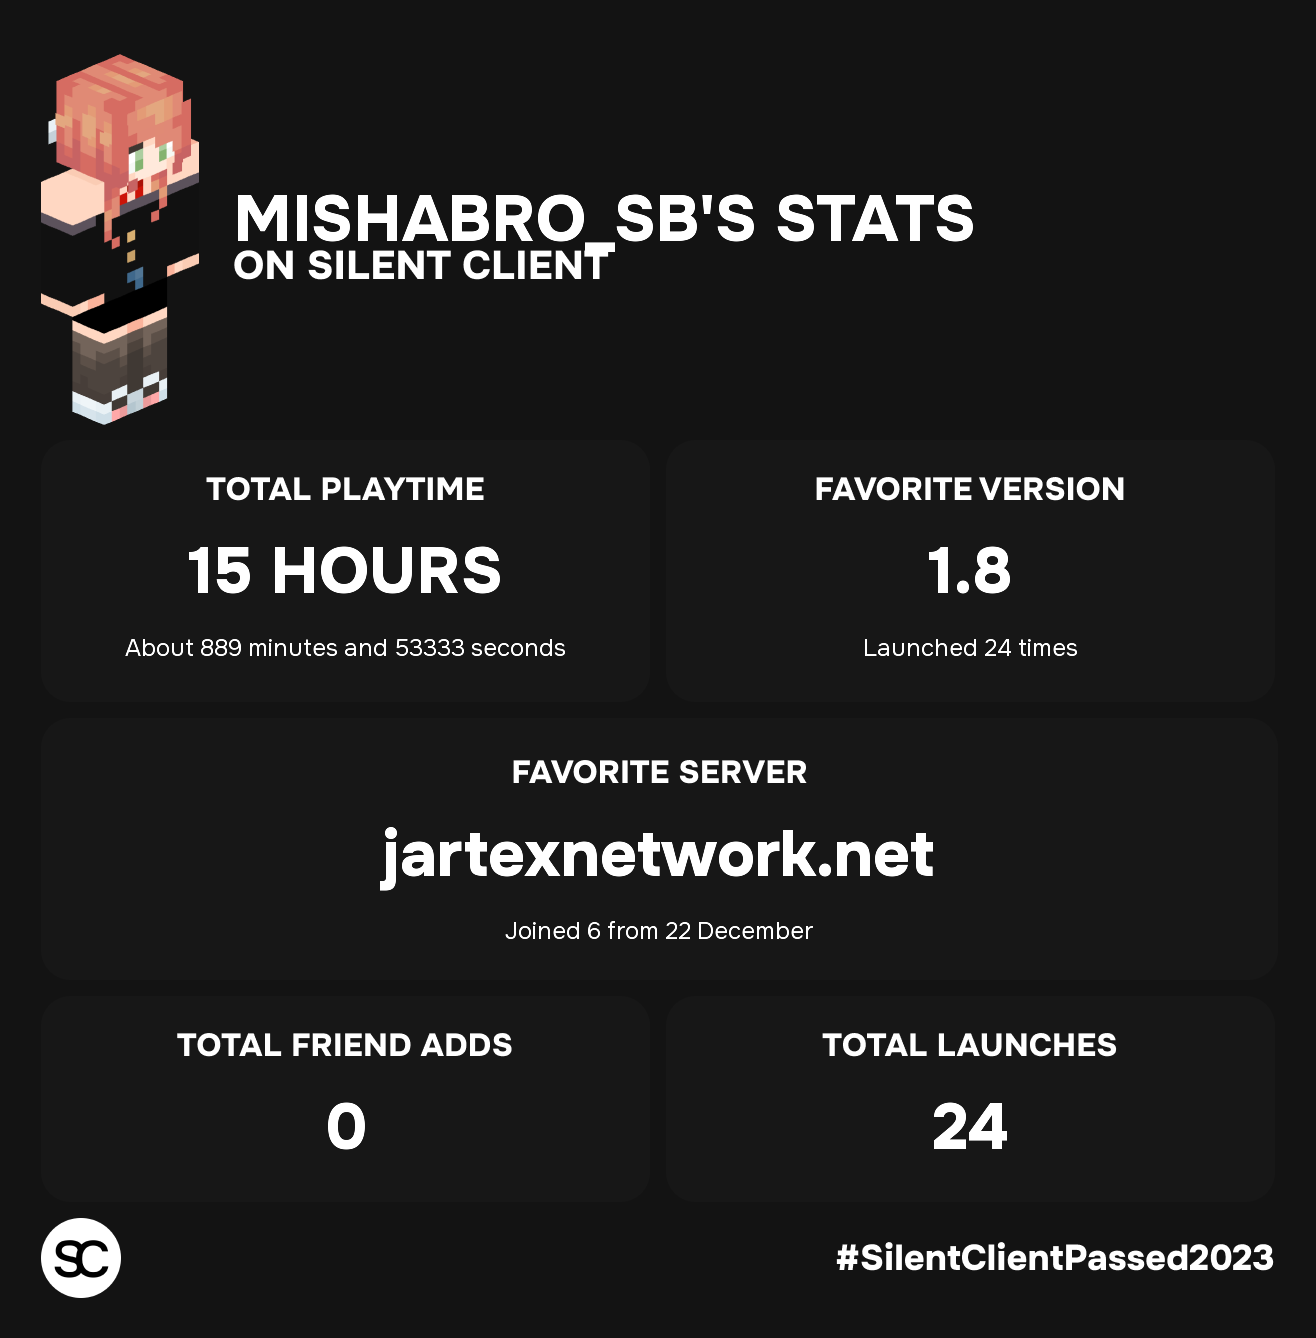 MISHABRO_SB'S STATS
ON SILENT CLIENT
TOTAL PLAYTIME
15 HOURS
About 889 minutes and 53333 seconds
FAVORITE VERSION
1.8
Launched 24 times
FAVORITE SERVER
jartexnetwork.net
Joined 6 from 22 December
TOTAL FRIEND ADDS
0
TOTAL LAUNCHES
24
SC
#SilentClientPassed2023